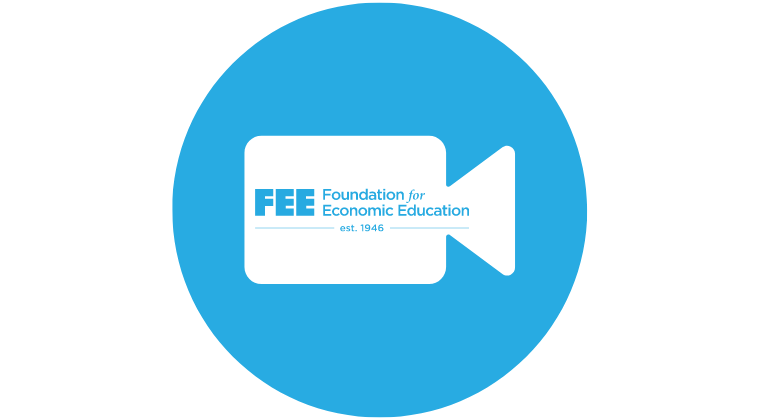 FEE Foundation for
Economic Education
est. 1946